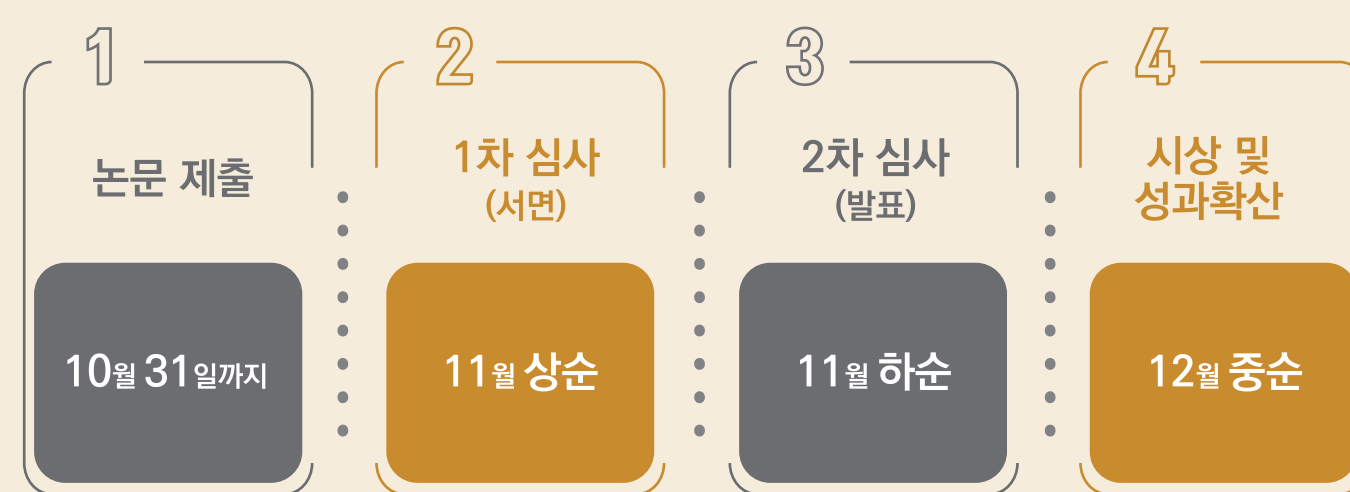 1
논문 제출
10월 31일까지
2
1차 심사
(서면)
11월 상순
3
2차 심사
(발표)
11월 하순
4
시상 및
성과확산
12월 중순